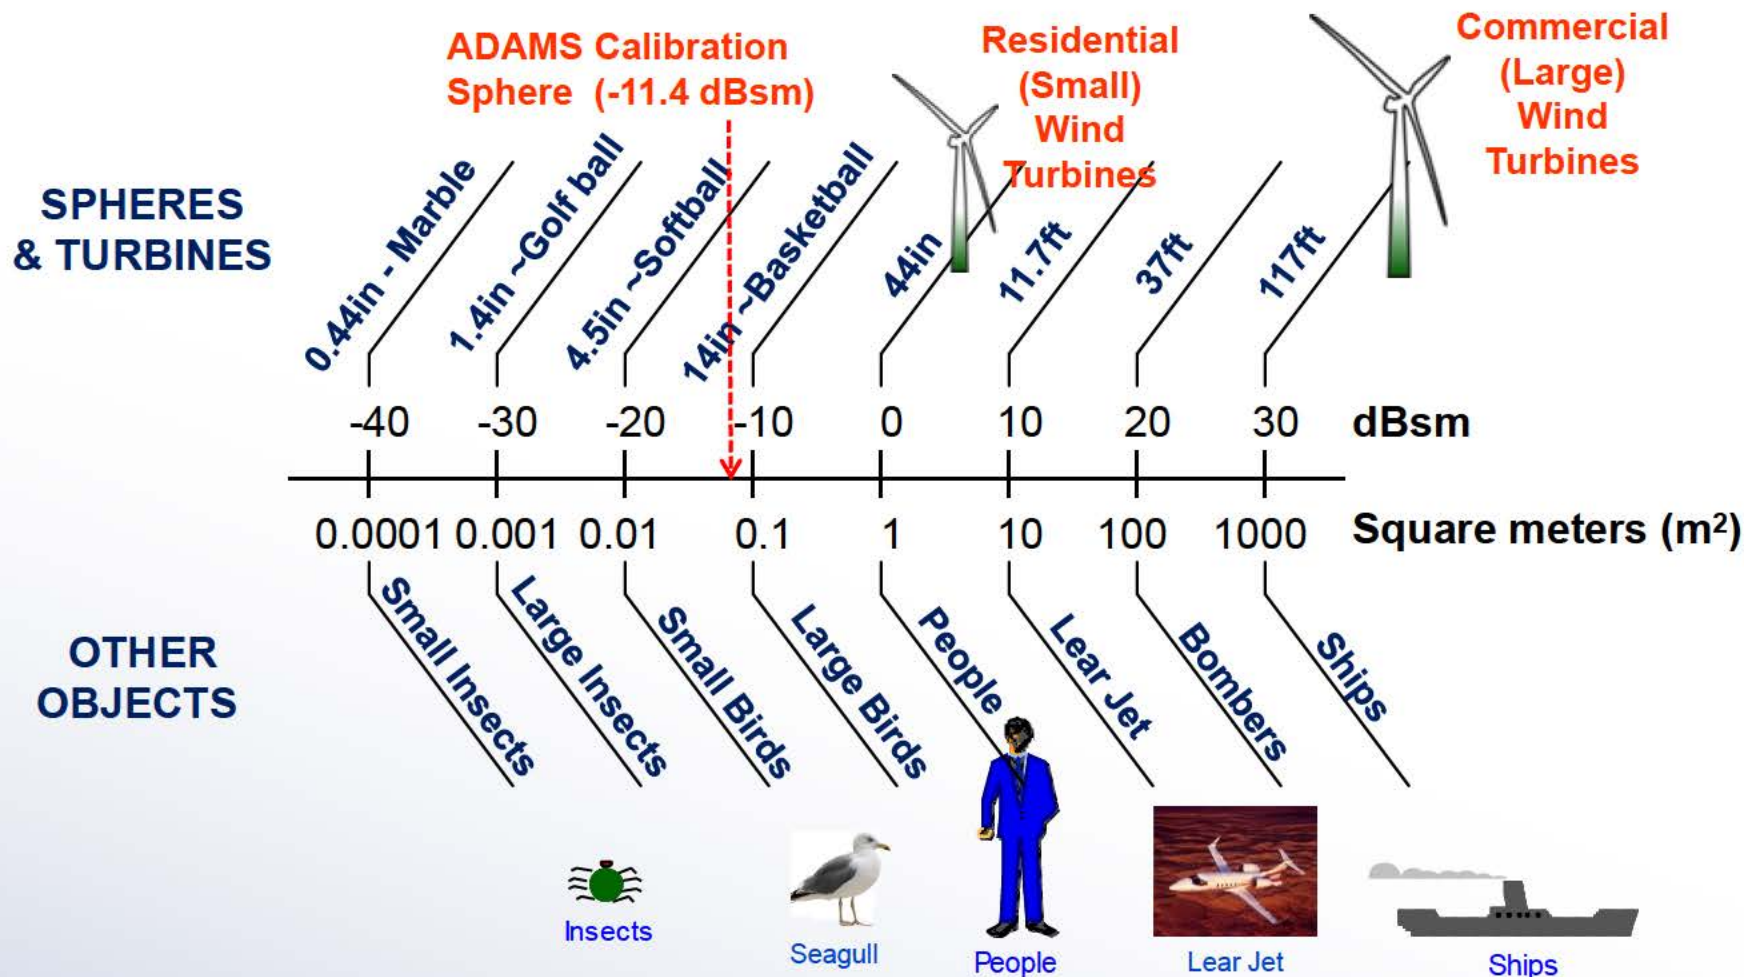 ADAMS Calibration
Sphere (-11.4 dBsm)
Residential
(Small)
Wind
Turbines
Commercial
(Large)
Wind
Turbines
SPHERES
& TURBINES
0.44in - Marble
1.4in ~Golf ball
4.5in ~Softball
14in ~Basketball
44in
11.7ft
37ft
117ft
-40 -30 -20 -10 0 10 20 30 dBsm
0.0001 0.001 0.01 0.1 1 10 100 1000 Square meters (m²)
OTHER
OBJECTS
Small Insects
Large Insects
Small Birds
Large Birds
People
Lear Jet
Bombers
Ships
Insects
Seagull
People
Lear Jet
Ships